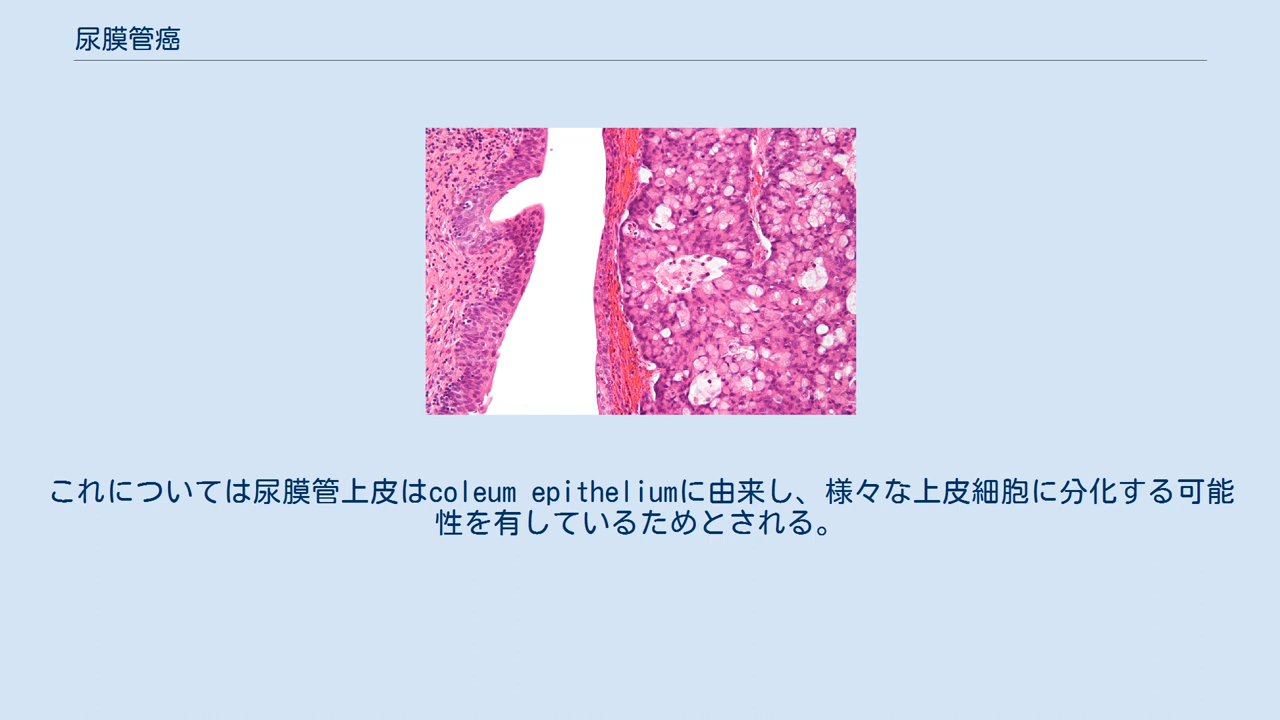 尿膜管癌
これについては尿膜管上皮はcoleum epitheliumに由来し、様々な上皮細胞に分化する可能
性を有しているためとされる。